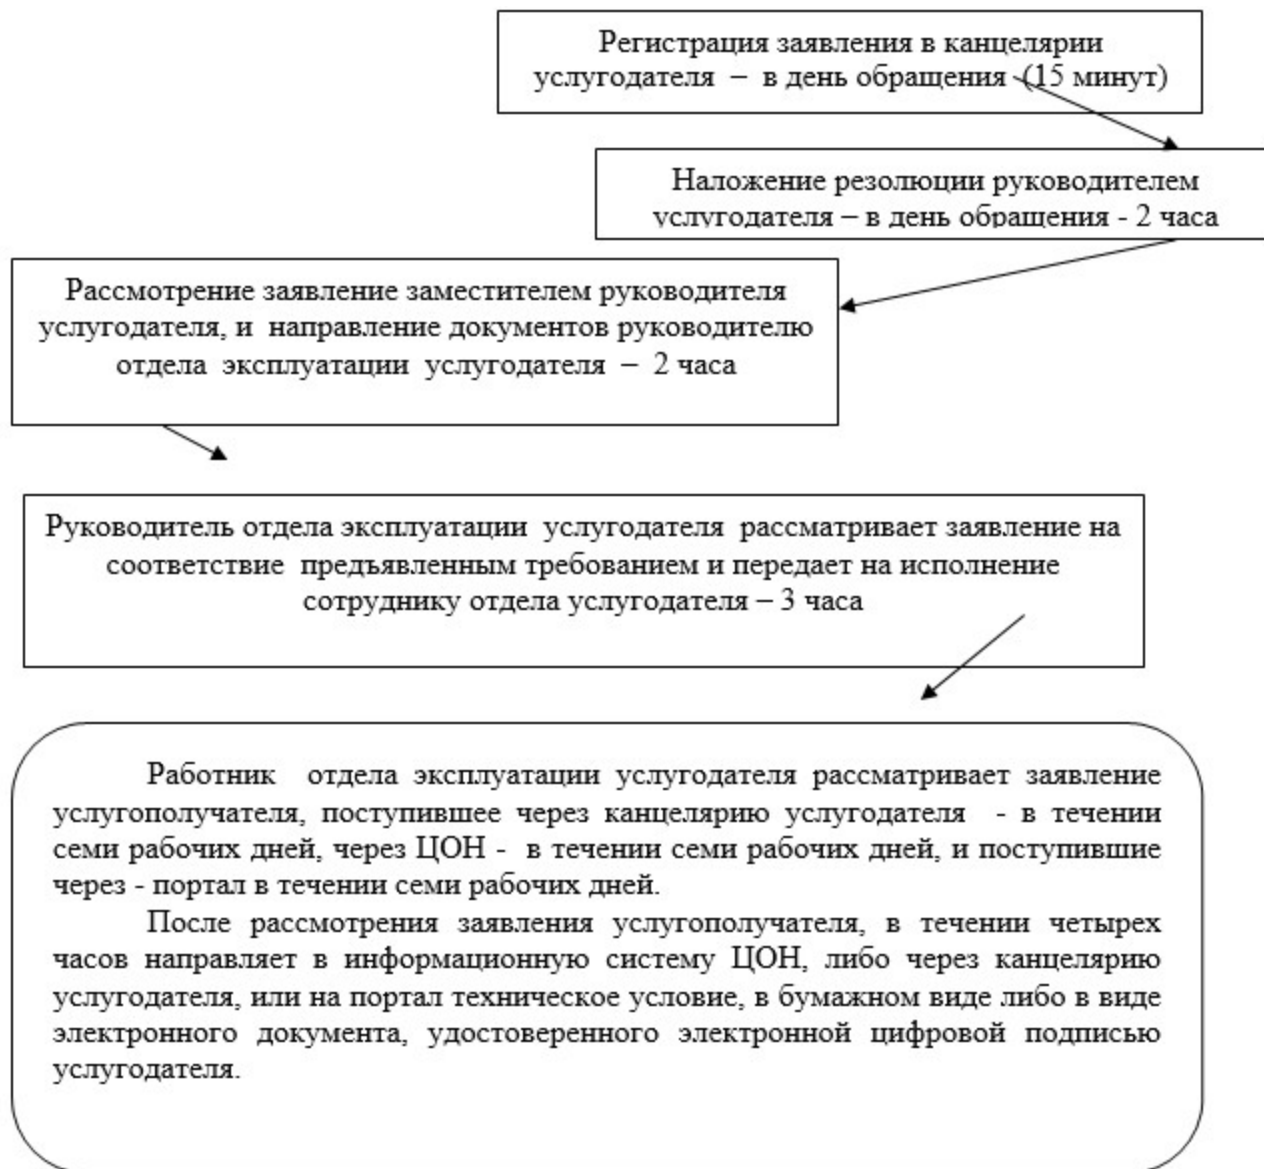 Регистрация заявления в канцелярии
услугодателя – в день обращения (15 минут)
Наложение резолюции руководителем
услугодателя – в день обращения - 2 часа
Рассмотрение заявление заместителем руководителя
услугодателя, и направление документов руководителю
отдела эксплуатации услугодателя – 2 часа
Руководитель отдела эксплуатации услугодателя рассматривает заявление на
соответствие предъявленным требованием и передает на исполнение
сотруднику отдела услугодателя – 3 часа
Работник отдела эксплуатации услугодателя рассматривает заявление
услугополучателя, поступившее через канцелярию услугодателя - в течении
семи рабочих дней, через ЦОН - в течении семи рабочих дней, и поступившие
через - портал в течении семи рабочих дней.
После рассмотрения заявления услугополучателя, в течении четырех
часов направляет в информационную систему ЦОН, либо через канцелярию
услугодателя, или на портал техническое условие, в бумажном виде либо в виде
электронного документа, удостоверенного электронной цифровой подписью
услугодателя.